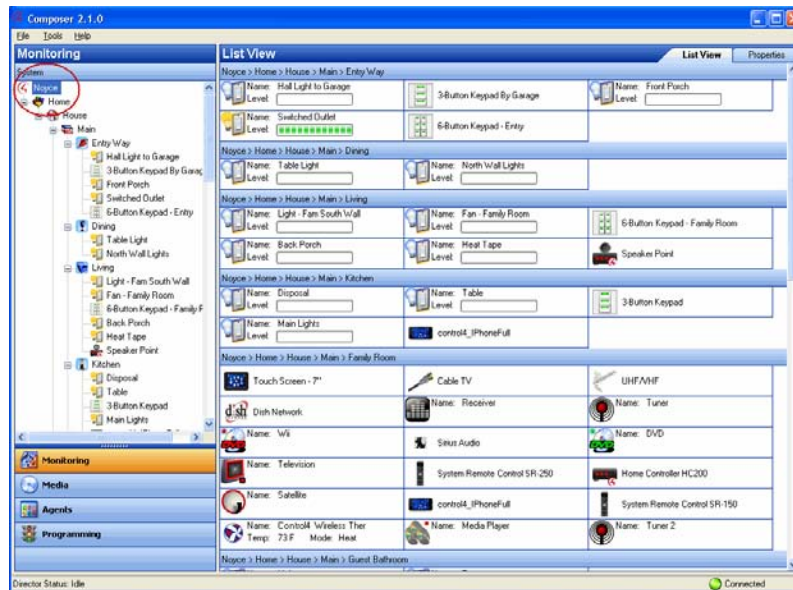 Composer 2.1.0
File Tools Help
Monitoring
List View
List View Properties
System
Noyce
Home
House
Main
Entry Way
Hall Light to Garage
3-Button Keypad By Garag
Front Porch
Switched Outlet
6-Button Keypad - Entry
Dining
Table Light
North Wall Lights
Living
Light - Fam South Wall
Fan - Family Room
6-Button Keypad - Family F
Back Porch
Heat Tape
Speaker Point
Kitchen
Disposal
Table
3-Button Keypad
Main Lights
Monitoring
Media
Agents
Programming
Noyce > Home > House > Main > Entry Way
Name: Hall Light to Garage
Level:
3-Button Keypad By Garage
Name: Front Porch
Level:
Name: Switched Outlet
Level:
6-Button Keypad - Entry
Noyce > Home > House > Main > Dining
Name: Table Light
Level:
Name: North Wall Lights
Level:
Noyce > Home > House > Main > Living
Name: Light - Fam South Wall
Level:
Name: Fan - Family Room
Level:
6-Button Keypad - Family Room
Name: Back Porch
Level:
Name: Heat Tape
Level:
Speaker Point
Noyce > Home > House > Main > Kitchen
Name: Disposal
Level:
Name: Table
Level:
3-Button Keypad
Name: Main Lights
Level:
control4_IPhoneFull
Noyce > Home > House > Main > Family Room
Touch Screen - 7"
Cable TV
UHF/VHF
dish Dish Network
Name: Receiver
Name: Tuner
Name: Wii
Sirius Audio
Name: DVD
Name: Television
System Remote Control SR-250
Home Controller HC200
Name: Satellite
control4_IPhoneFull
System Remote Control SR-150
Name: Control4 Wireless Ther
Temp: 73 F Mode: Heat
Name: Media Player
Name: Tuner 2
Noyce > Home > House > Main > Guest Bathroom
Director Status: Idle
Connected